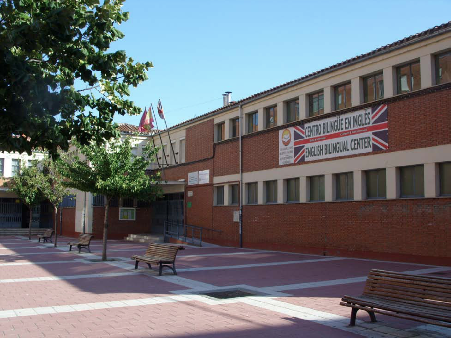 CENTRO BILINGÜE EN INGLÉS
ENGLISH BILINGUAL CENTER